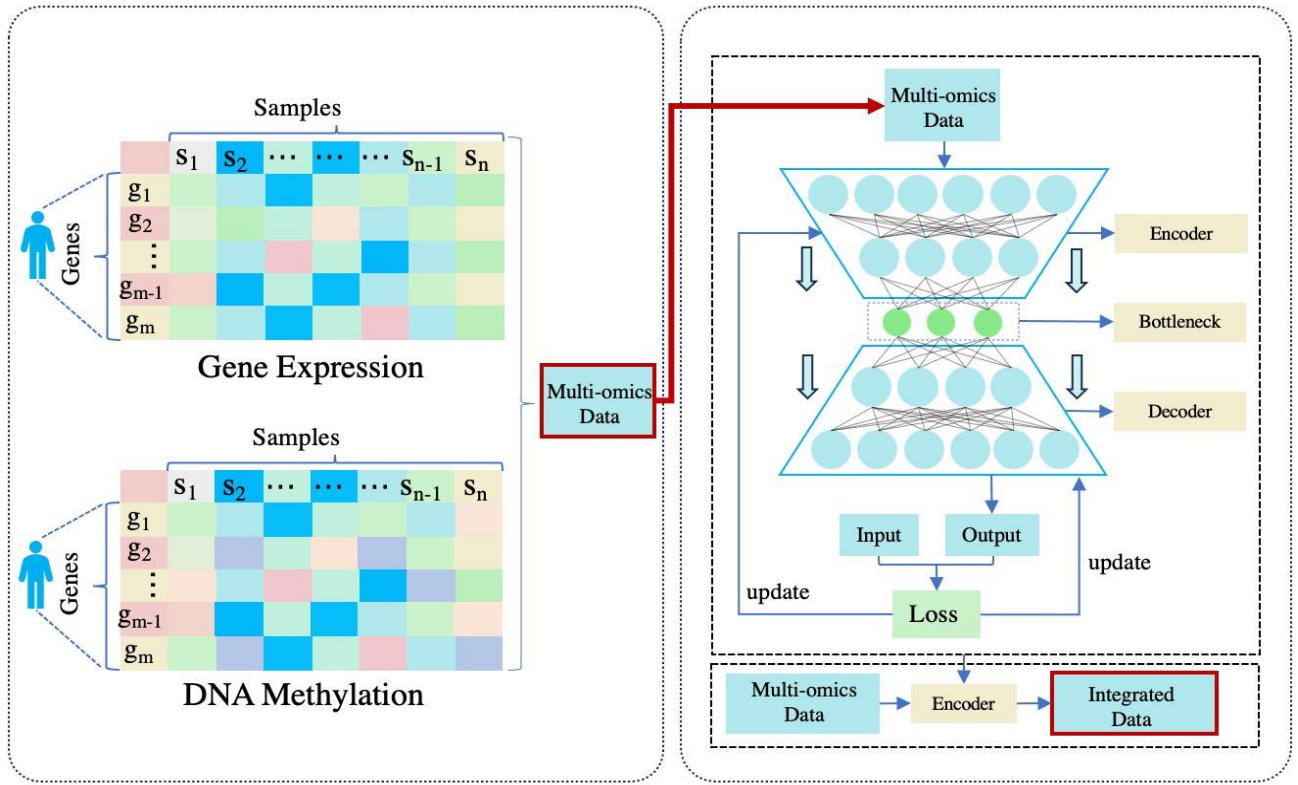 Samples
s1 s2 ... ... ... sn-1 sn
Genes
g1
g2
⋮
gm-1
gm
Gene Expression
Samples
s1 s2 ... ... ... sn-1 sn
Genes
g1
g2
⋮
gm-1
gm
DNA Methylation
Multi-omics
Data
Multi-omics
Data
Encoder
Bottleneck
Decoder
Input
Output
update
update
Loss
Multi-omics
Data
Encoder
Integrated
Data